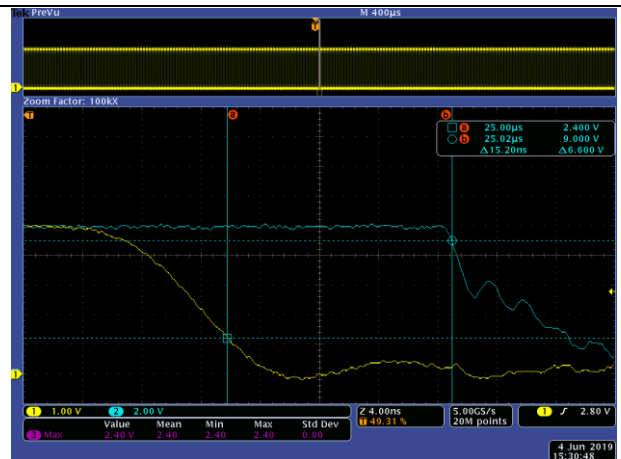 Tek PreVu M 400µs
T
1
Zoom Factor: 100kX
T a b
a 25.00µs 2.400 V
b 25.02µs 9.000 V
Δ15.20ns Δ6.600 V
1
1 1.00 V 2 2.00 V Z 4.00ns 5.00GS/s 1 2.80 V
T 49.31 % 20M points
Value Mean Min Max Std Dev
3 Max 2.40 V 2.40 2.40 2.40 0.00
4 Jun 2019
15:30:48